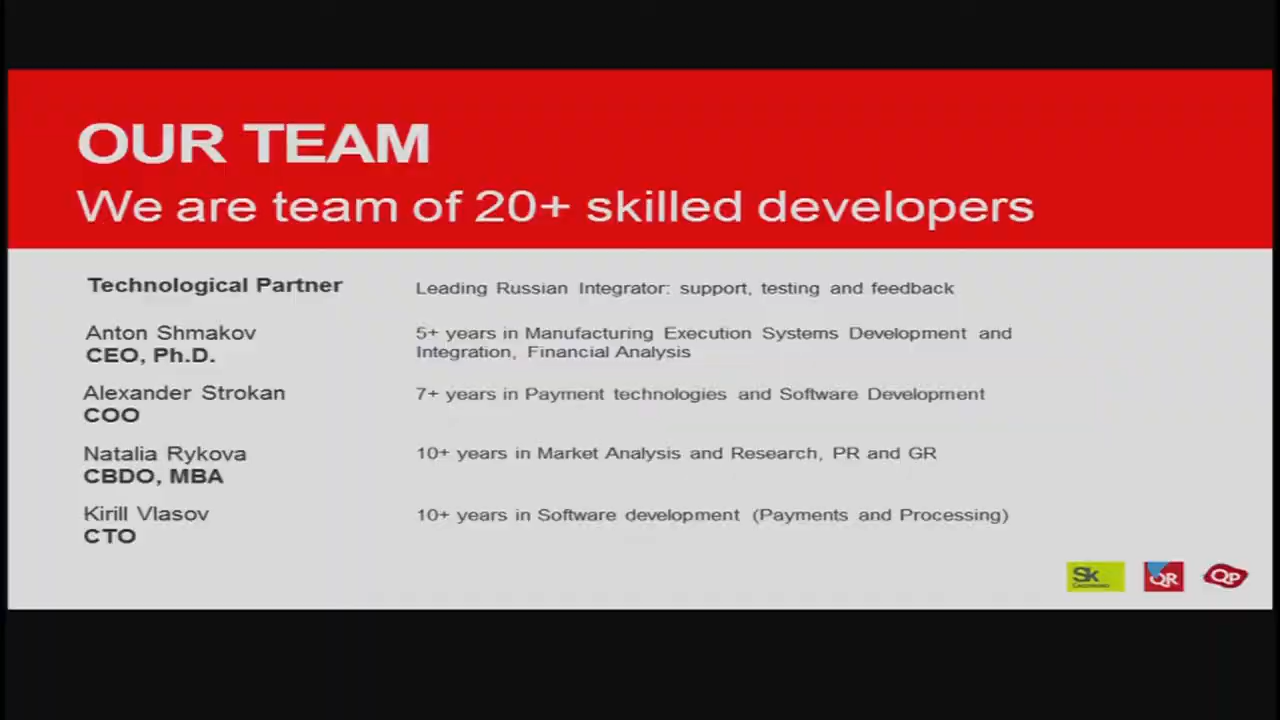 OUR TEAM
We are team of 20+ skilled developers
Technological Partner
Leading Russian Integrator: support, testing and feedback
Anton Shmakov
CEO, Ph.D.
5+ years in Manufacturing Execution Systems Development and
Integration, Financial Analysis
Alexander Strokan
COO
7+ years in Payment technologies and Software Development
Natalia Rykova
CBDO, MBA
10+ years in Market Analysis and Research, PR and GR
Kirill Vlasov
CTO
10+ years in Software development (Payments and Processing)
Sk
QR
QP